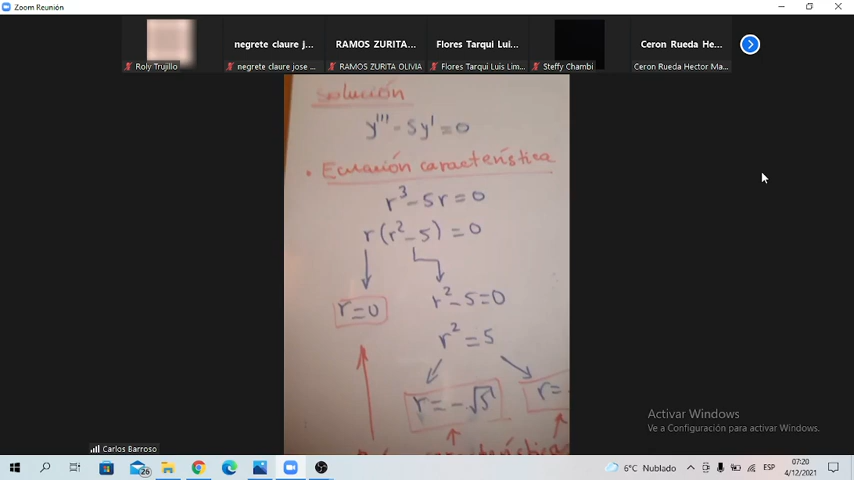 Zoom Reunión
negrete claure j...
RAMOS ZURITA...
Flores Tarqui Lui...
Ceron Rueda He...
Roly Trujillo
negrete claure jose ...
RAMOS ZURITA OLIVIA
Flores Tarqui Luis Lim...
Steffy Chambi
Ceron Rueda Hector Ma...
Solución
y''' - 5y' = 0
• Ecuación característica
r³ - 5r = 0
r(r² - 5) = 0
r = 0
r² - 5 = 0
r² = 5
r = -√5
r =
característica
Activar Windows
Ve a Configuración para activar Windows.
Carlos Barroso
26
6°C Nublado
ESP
07:20
4/12/2021